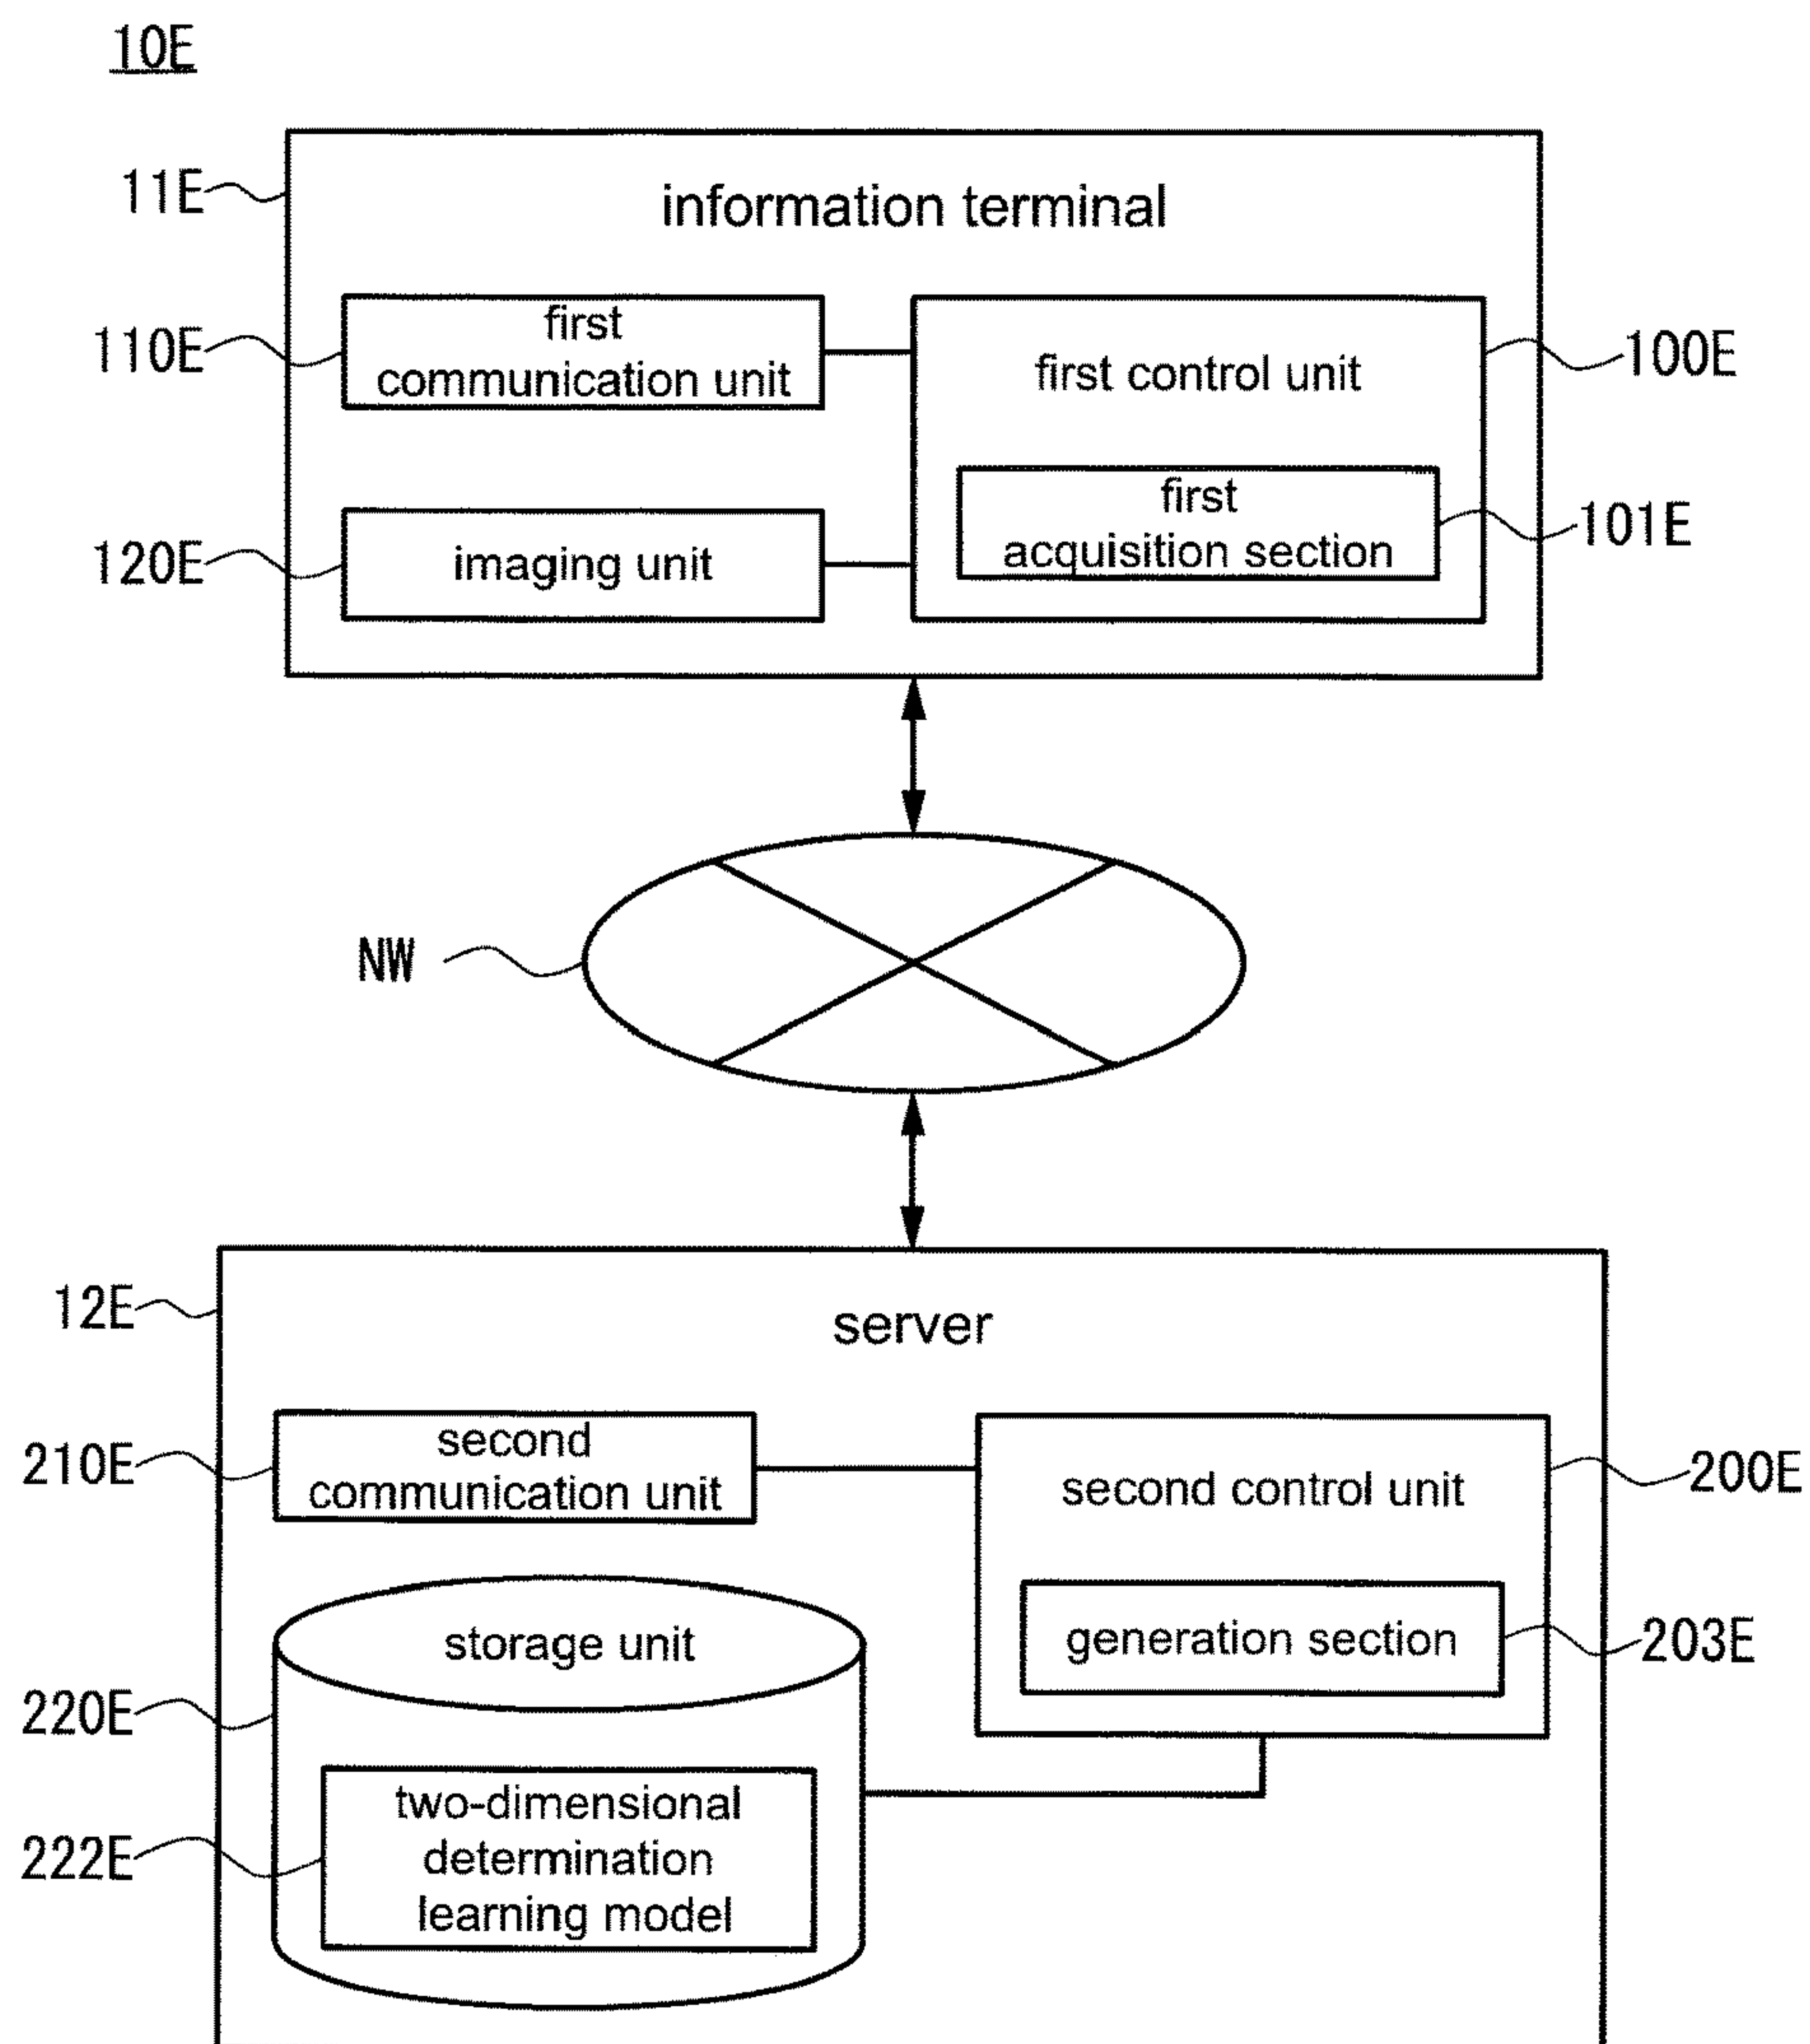 10E
11E
information terminal
110E
first
communication unit
first control unit
100E
120E
imaging unit
first
acquisition section
101E
NW
12E
server
210E
second
communication unit
second control unit
200E
storage unit
generation section
203E
220E
222E
two-dimensional
determination
learning model